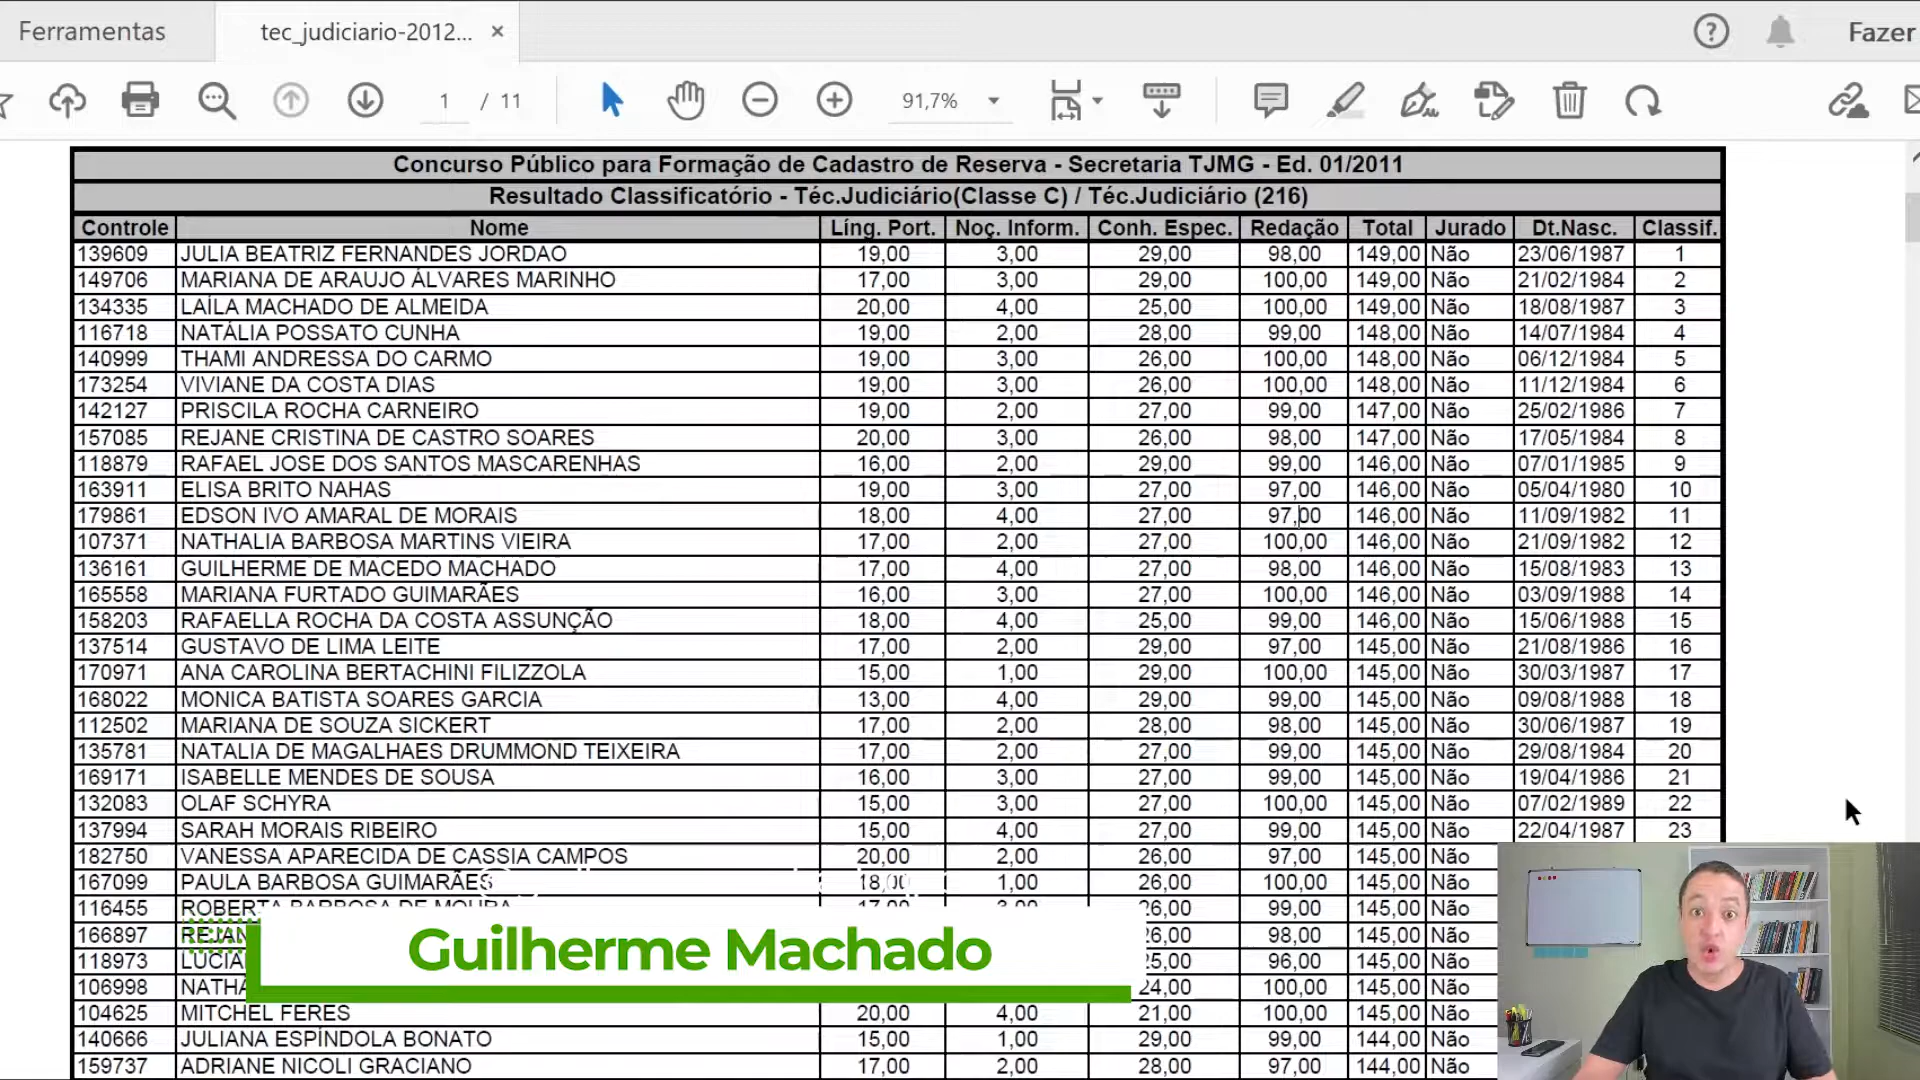 Ferramentas
tec_judiciario-2012... ×
Fazer
1 / 11
91,7%
Concurso Público para Formação de Cadastro de Reserva - Secretaria TJMG - Ed. 01/2011
Resultado Classificatório - Téc.Judiciário(Classe C) / Téc.Judiciário (216)
Controle Nome Líng. Port. Noç. Inform. Conh. Espec. Redação Total Jurado Dt.Nasc. Classif.
139609 JULIA BEATRIZ FERNANDES JORDAO 19,00 3,00 29,00 98,00 149,00 Não 23/06/1987 1
149706 MARIANA DE ARAUJO ÁLVARES MARINHO 17,00 3,00 29,00 100,00 149,00 Não 21/02/1984 2
134335 LAÍLA MACHADO DE ALMEIDA 20,00 4,00 25,00 100,00 149,00 Não 18/08/1987 3
116718 NATÁLIA POSSATO CUNHA 19,00 2,00 28,00 99,00 148,00 Não 14/07/1984 4
140999 THAMI ANDRESSA DO CARMO 19,00 3,00 26,00 100,00 148,00 Não 06/12/1984 5
173254 VIVIANE DA COSTA DIAS 19,00 3,00 26,00 100,00 148,00 Não 11/12/1984 6
142127 PRISCILA ROCHA CARNEIRO 19,00 2,00 27,00 99,00 147,00 Não 25/02/1986 7
157085 REJANE CRISTINA DE CASTRO SOARES 20,00 3,00 26,00 98,00 147,00 Não 17/05/1984 8
118879 RAFAEL JOSE DOS SANTOS MASCARENHAS 16,00 2,00 29,00 99,00 146,00 Não 07/01/1985 9
163911 ELISA BRITO NAHAS 19,00 3,00 27,00 97,00 146,00 Não 05/04/1980 10
179861 EDSON IVO AMARAL DE MORAIS 18,00 4,00 27,00 97,00 146,00 Não 11/09/1982 11
107371 NATHALIA BARBOSA MARTINS VIEIRA 17,00 2,00 27,00 100,00 146,00 Não 21/09/1982 12
136161 GUILHERME DE MACEDO MACHADO 17,00 4,00 27,00 98,00 146,00 Não 15/08/1983 13
165558 MARIANA FURTADO GUIMARÃES 16,00 3,00 27,00 100,00 146,00 Não 03/09/1988 14
158203 RAFAELLA ROCHA DA COSTA ASSUNÇÃO 18,00 4,00 25,00 99,00 146,00 Não 15/06/1988 15
137514 GUSTAVO DE LIMA LEITE 17,00 2,00 29,00 97,00 145,00 Não 21/08/1986 16
170971 ANA CAROLINA BERTACHINI FILIZZOLA 15,00 1,00 29,00 100,00 145,00 Não 30/03/1987 17
168022 MONICA BATISTA SOARES GARCIA 13,00 4,00 29,00 99,00 145,00 Não 09/08/1988 18
112502 MARIANA DE SOUZA SICKERT 17,00 2,00 28,00 98,00 145,00 Não 30/06/1987 19
135781 NATALIA DE MAGALHAES DRUMMOND TEIXEIRA 17,00 2,00 27,00 99,00 145,00 Não 29/08/1984 20
169171 ISABELLE MENDES DE SOUSA 16,00 3,00 27,00 99,00 145,00 Não 19/04/1986 21
132083 OLAF SCHYRA 15,00 3,00 27,00 100,00 145,00 Não 07/02/1989 22
137994 SARAH MORAIS RIBEIRO 15,00 4,00 27,00 99,00 145,00 Não 22/04/1987 23
182750 VANESSA APARECIDA DE CASSIA CAMPOS 20,00 2,00 26,00 97,00 145,00 Não
167099 PAULA BARBOSA GUIMARÃES 18,00 1,00 26,00 100,00 145,00 Não
116455 ROBERTA BARBOSA DE MOURA 26,00 99,00 145,00 Não
166897 REJAN 26,00 98,00 145,00 Não
118973 LUCIA 25,00 96,00 145,00 Não
106998 NATHA 24,00 100,00 145,00 Não
Guilherme Machado
104625 MITCHEL FERES 20,00 4,00 21,00 100,00 145,00 Não
140666 JULIANA ESPÍNDOLA BONATO 15,00 1,00 29,00 99,00 144,00 Não
159737 ADRIANE NICOLI GRACIANO 17,00 2,00 28,00 97,00 144,00 Não